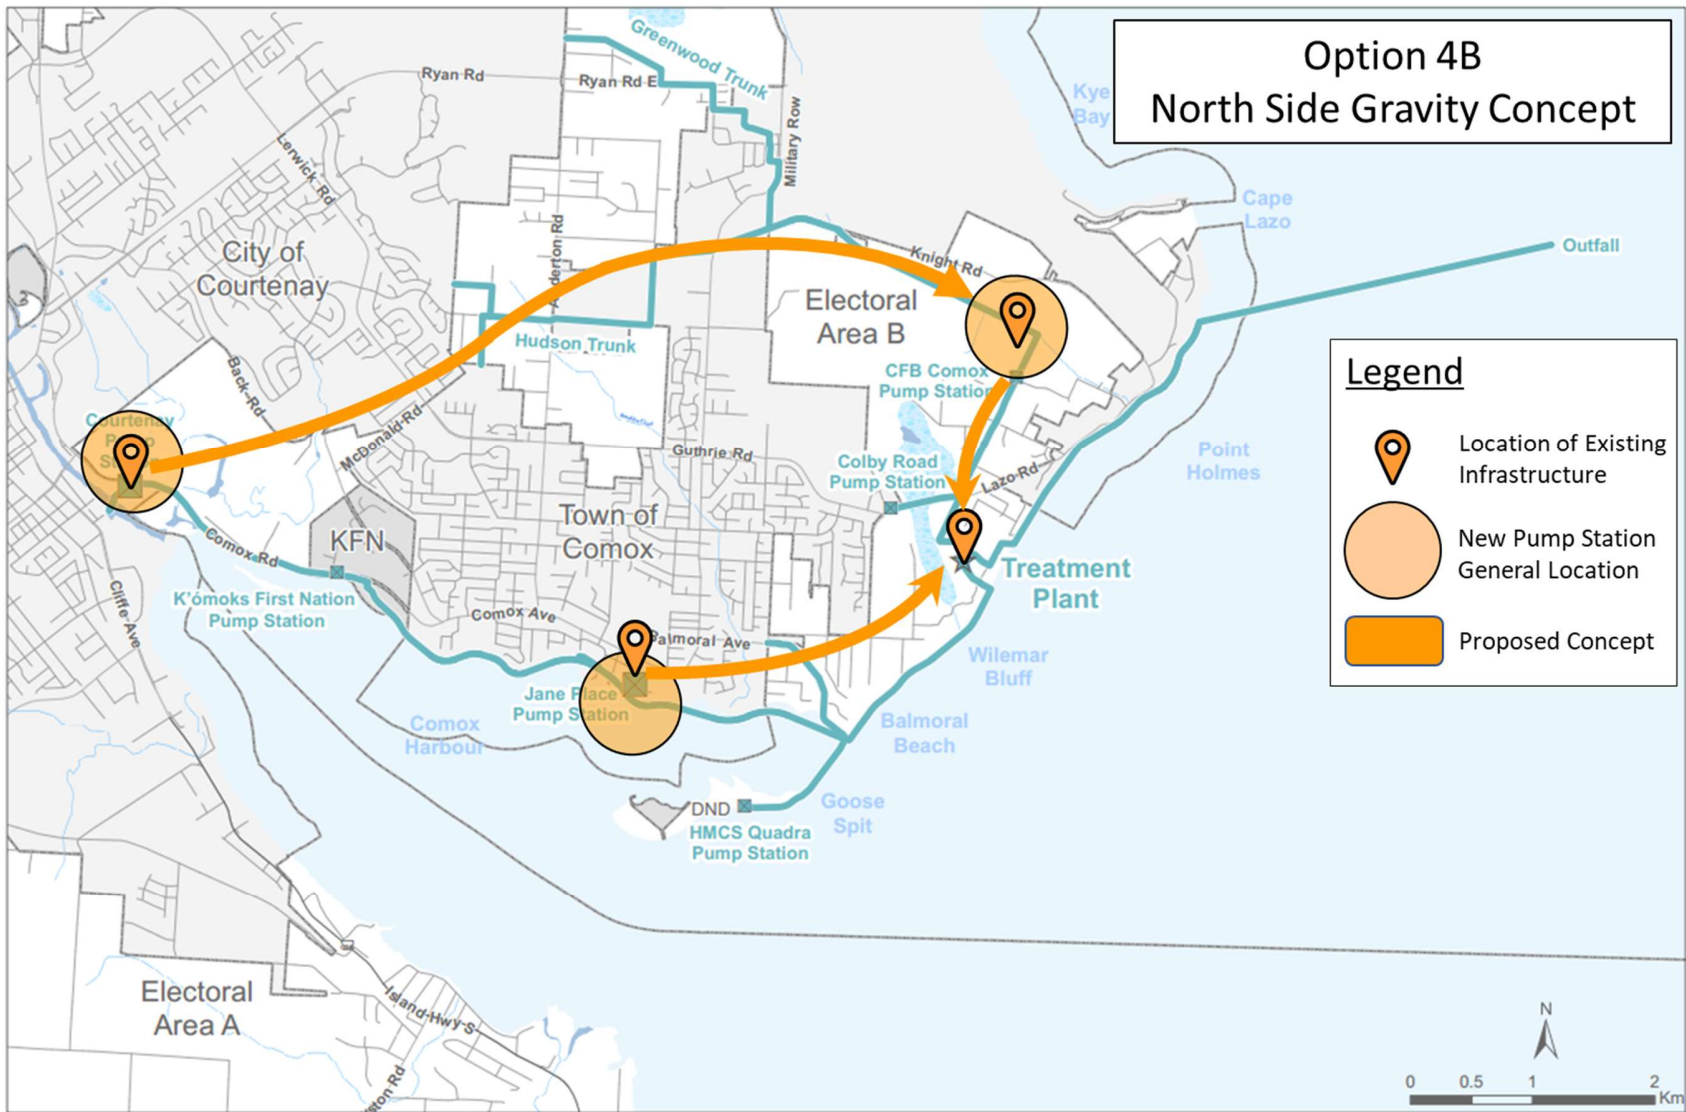 Option 4B
North Side Gravity Concept
Greenwood Trunk
Ryan Rd
Ryan Rd E
Military Row
Lerwick Rd
Kye
Bay
Cape
Lazo
Outfall
City of
Courtenay
Anderton Rd
Knight Rd
Electoral
Area B
Hudson Trunk
Back Rd
McDonald Rd
CFB Comox
Pump Station
Courtenay
Pump
Station
Guthrie Rd
Colby Road
Pump Station
Lazo Rd
Point
Holmes
Legend
Location of Existing
Infrastructure
New Pump Station
General Location
Proposed Concept
Town of
Comox
KFN
Comox Rd
Cliffe Ave
K'ómoks First Nation
Pump Station
Treatment
Plant
Comox Ave
Balmoral Ave
Wilemar
Bluff
Jane Place
Pump Station
Comox
Harbour
Balmoral
Beach
Goose
Spit
DND
HMCS Quadra
Pump Station
Electoral
Area A
Island Hwy S
ston Rd
N
0 0.5 1 2
Km